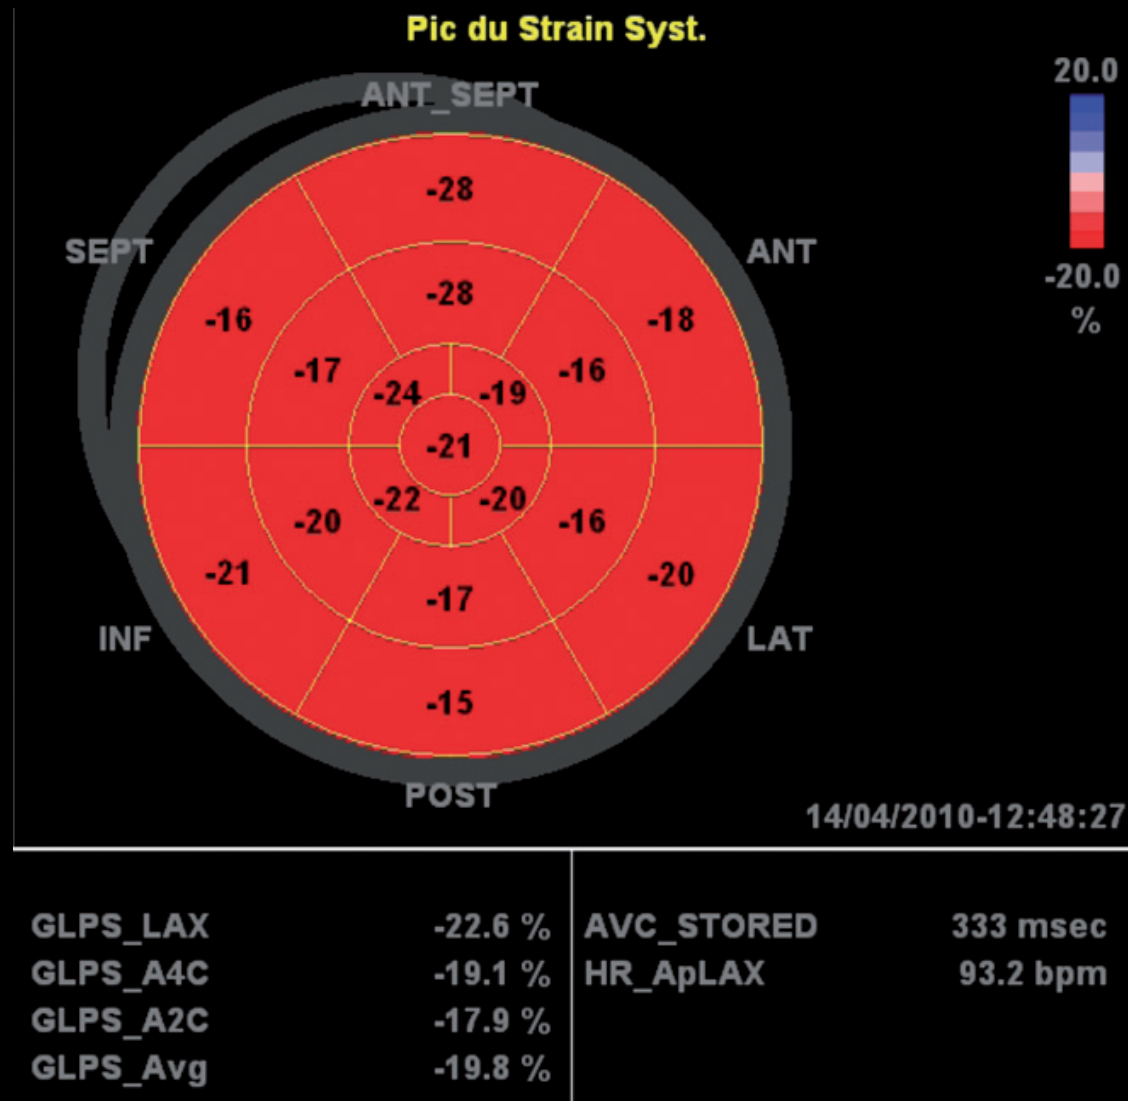 Pic du Strain Syst.
20.0
ANT_SEPT
-28
SEPT
ANT
-20.0
%
-28
-16
-18
-17
-16
-24
-19
-21
-22
-20
-20
-16
-21
-20
-17
INF
LAT
-15
POST
14/04/2010-12:48:27
GLPS_LAX -22.6 %
GLPS_A4C -19.1 %
GLPS_A2C -17.9 %
GLPS_Avg -19.8 %
AVC_STORED 333 msec
HR_ApLAX 93.2 bpm